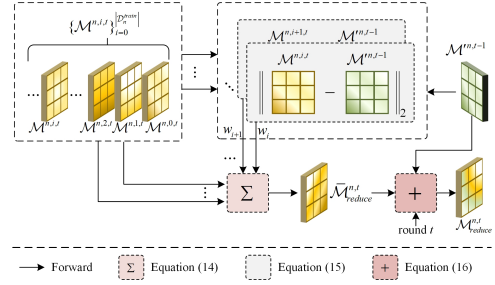 {𝓜^{n,i,t}}_{i=0}^{|𝒟_n^{train}|}
𝓜^{n,i+1,t} 𝓜'^{n,t-1}
𝓜^{n,i,t} 𝓜'^{n,t-1}
‖ − ‖_2
𝓜'^{n,t-1}
... ...
𝓜^{n,i,t} 𝓜^{n,2,t} 𝓜^{n,1,t} 𝓜^{n,0,t}
w_{i+1} w_i
...
Σ
𝓜̄_{reduce}^{n,t}
+
round t
𝓜_{reduce}^{n,t}
Forward Σ Equation (14) Equation (15) + Equation (16)